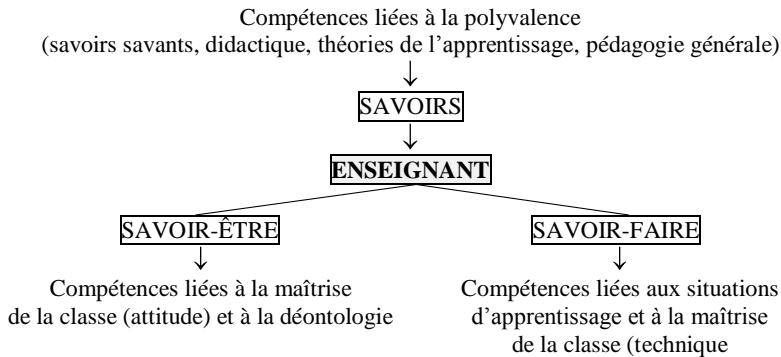 Compétences liées à la polyvalence
(savoirs savants, didactique, théories de l’apprentissage, pédagogie générale)
SAVOIRS
ENSEIGNANT
SAVOIR-ÊTRE
SAVOIR-FAIRE
Compétences liées à la maîtrise
de la classe (attitude) et à la déontologie
Compétences liées aux situations
d’apprentissage et à la maîtrise
de la classe (technique